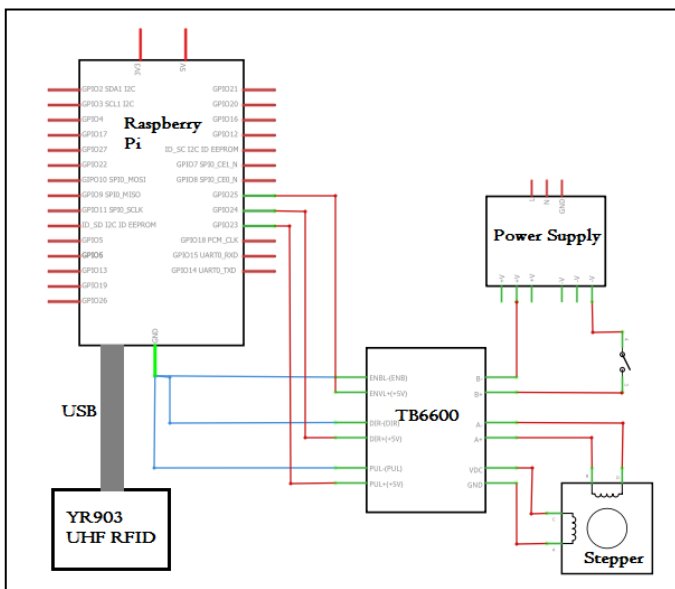 3V3
5V
GPIO2 SDA1 I2C
GPIO3 SCL1 I2C
GPIO4
GPIO17
GPIO27
GPIO22
GPIO10 SPI0_MOSI
GPIO9 SPI0_MISO
GPIO11 SPI0_SCLK
ID_SD I2C ID EEPROM
GPIO5
GPIO6
GPIO13
GPIO19
GPIO26
Raspberry
Pi
GPIO21
GPIO20
GPIO16
GPIO12
ID_SC I2C ID EEPROM
GPIO7 SPI0_CE1_N
GPIO8 SPI0_CE0_N
GPIO25
GPIO24
GPIO23
GPIO18 PCM_CLK
GPIO15 UART0_RXD
GPIO14 UART0_TXD
GND
USB
YR903
UHF RFID
L
N
GND
Power Supply
+V
+V
+V
-V
-V
-V
TB6600
ENBL-(ENB)
ENVL+(+5V)
DIR-(DIR)
DIR+(+5V)
PUL-(PUL)
PUL+(+5V)
B-
B+
A-
A+
VDC
GND
Stepper